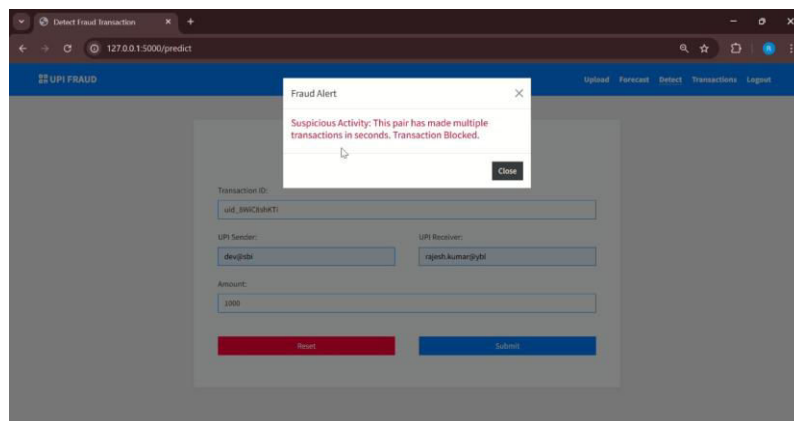 Detect Fraud Transaction
127.0.0.1:5000/predict
UPI FRAUD
Upload Forecast Detect Transactions Logout
Fraud Alert
Suspicious Activity: This pair has made multiple
transactions in seconds. Transaction Blocked.
Close
Transaction ID:
UPI Sender: UPI Receiver:
dev@sbi rajesh.kumar@ybl
Amount:
1000
Reset Submit